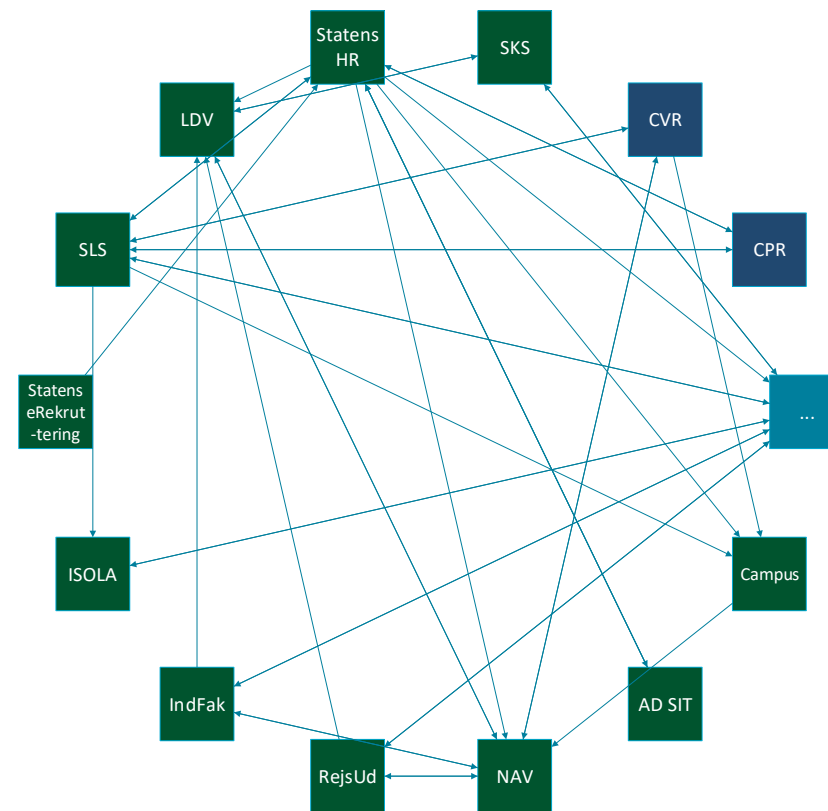 Statens
HR
SKS
LDV
CVR
SLS
CPR
Statens
eRekrut
-tering
...
ISOLA
Campus
IndFak
AD SIT
RejsUd
NAV